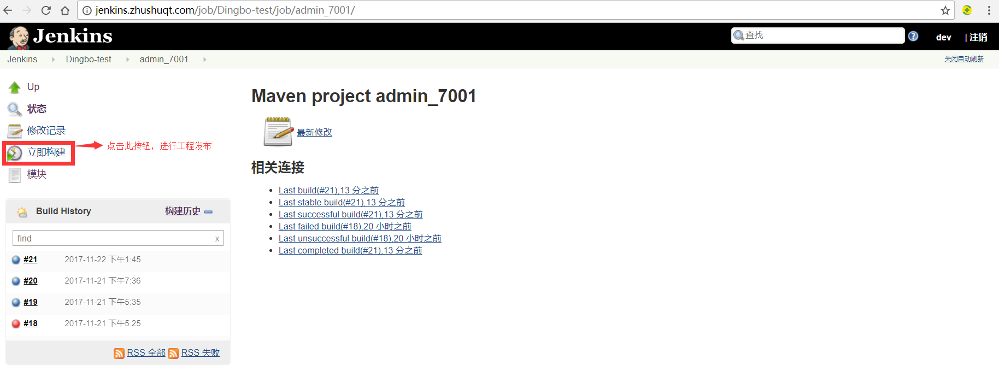 jenkins.zhushuqt.com/job/Dingbo-test/job/admin_7001/
Jenkins
查找
dev
| 注销
Jenkins
Dingbo-test
admin_7001
关闭自动刷新
Up
状态
修改记录
立即构建
点击此按钮，进行工程发布
模块
Build History
构建历史
find
x
#21 2017-11-22 下午1:45
#20 2017-11-21 下午7:36
#19 2017-11-21 下午5:35
#18 2017-11-21 下午5:25
RSS 全部 RSS 失败
Maven project admin_7001
最新修改
相关连接
Last build(#21),13 分之前
Last stable build(#21),13 分之前
Last successful build(#21),13 分之前
Last failed build(#18),20 小时之前
Last unsuccessful build(#18),20 小时之前
Last completed build(#21),13 分之前